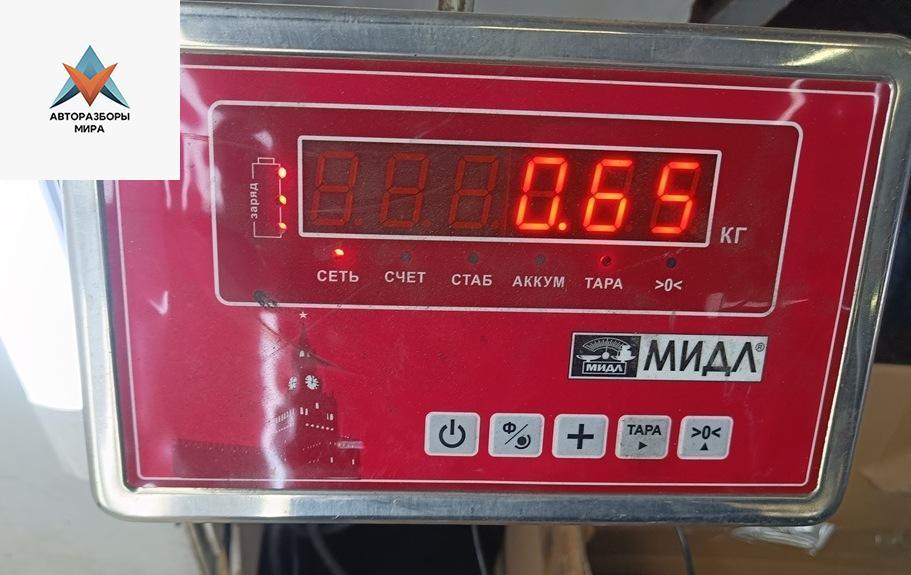 АВТОРАЗБОРЫ
МИРА
заряд
0.65
КГ
СЕТЬ СЧЕТ СТАБ АККУМ ТАРА >0<
МИДЛ МИДЛ®
Ф
+
ТАРА
>0<